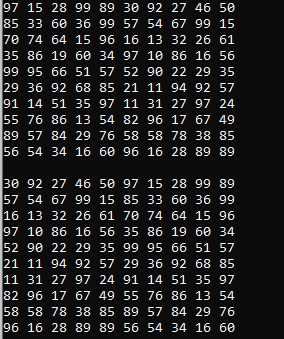 97 15 28 99 89 30 92 27 46 50
85 33 60 36 99 57 54 67 99 15
70 74 64 15 96 16 13 32 26 61
35 86 19 60 34 97 10 86 16 56
99 95 66 51 57 52 90 22 29 35
29 36 92 68 85 21 11 94 92 57
91 14 51 35 97 11 31 27 97 24
55 76 86 13 54 82 96 17 67 49
89 57 84 29 76 58 58 78 38 85
56 54 34 16 60 96 16 28 89 89

30 92 27 46 50 97 15 28 99 89
57 54 67 99 15 85 33 60 36 99
16 13 32 26 61 70 74 64 15 96
97 10 86 16 56 35 86 19 60 34
52 90 22 29 35 99 95 66 51 57
21 11 94 92 57 29 36 92 68 85
11 31 27 97 24 91 14 51 35 97
82 96 17 67 49 55 76 86 13 54
58 58 78 38 85 89 57 84 29 76
96 16 28 89 89 56 54 34 16 60